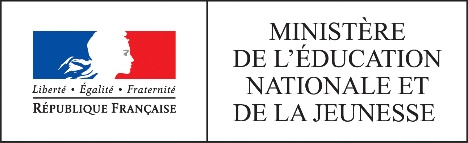 Liberté • Égalité • Fraternité
RÉPUBLIQUE FRANÇAISE
MINISTÈRE
DE L'ÉDUCATION
NATIONALE ET
DE LA JEUNESSE